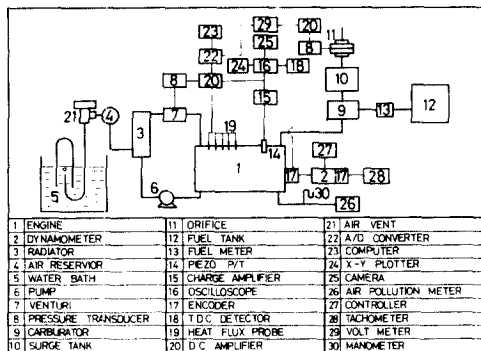 23 29 20 11
25 8
22
24 16 18 10
8 20
21 4 7 15 9 13 12
3 19
14
1 27
5 17 2 17 28
6 30
26
1 ENGINE 11 ORIFICE 21 AIR VENT
2 DYNAMOMETER 12 FUEL TANK 22 A/D CONVERTER
3 RADIATOR 13 FUEL METER 23 COMPUTER
4 AIR RESERVIOR 14 PIEZO P/T 24 X-Y PLOTTER
5 WATER BATH 15 CHARGE AMPLIFIER 25 CAMERA
6 PUMP 16 OSCILLOSCOPE 26 AIR POLLUTION METER
7 VENTURI 17 ENCODER 27 CONTROLLER
8 PRESSURE TRANSDUCER 18 T.D.C DETECTOR 28 TACHOMETER
9 CARBURATOR 19 HEAT FLUX PROBE 29 VOLT METER
10 SURGE TANK 20 D.C AMPLIFIER 30 MANOMETER